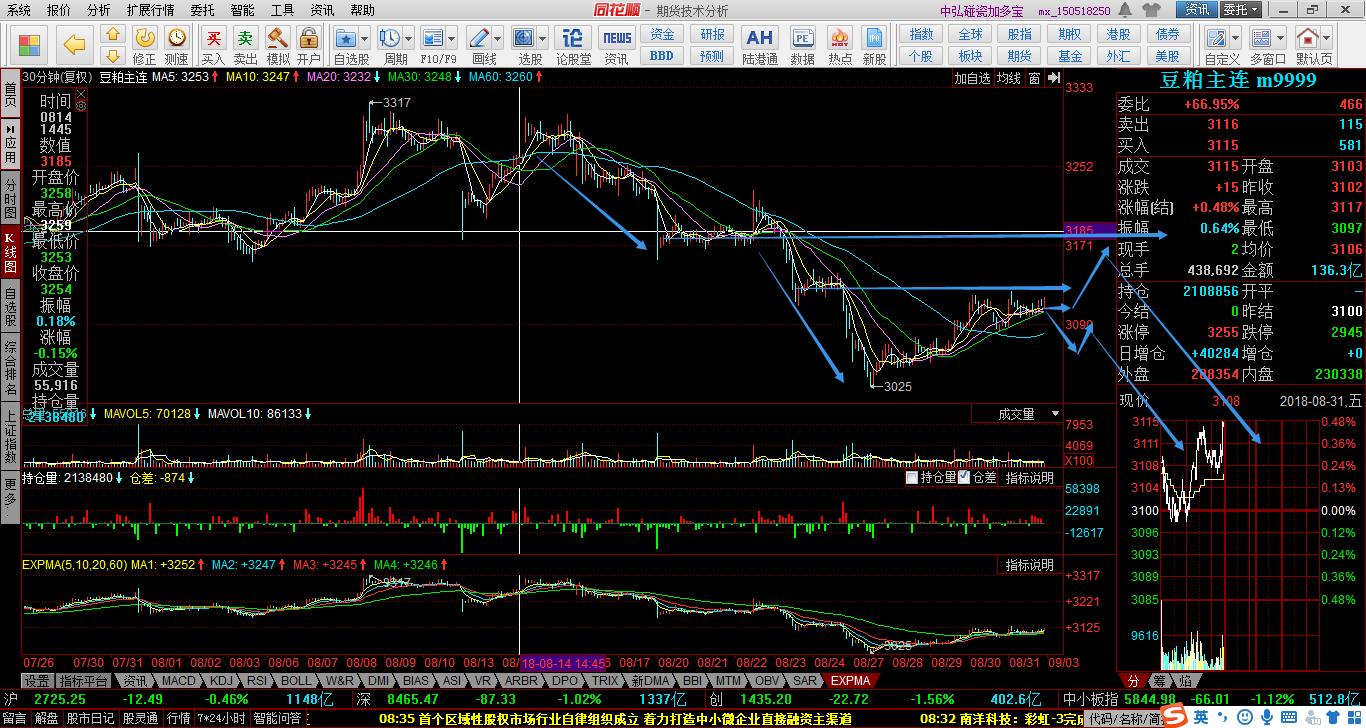 系统 报价 分析 扩展行情 委托 智能 工具 资讯 帮助 同花顺 - 期货技术分析 中弘碰瓷加多宝 mx_150518250 资讯 委托
修正 测速 买入 卖出 模拟 开户 自选股 周期 F10/F9 画线 选股 论股堂 资讯 陆港通 数据 热点 新股 自定义 多窗口 默认页
买 卖 论 NEWS AH PE HOT IPO
资金 研报 指数 全球 股指 期权 港股 债券
BBD 预测 个股 板块 期货 基金 外汇 美股
首页
应用
分时图
K线图
自选股
综合排名
上证指数
更多
30分钟(复权) 豆粕主连 MA5: 3253 MA10: 3247 MA20: 3232 MA30: 3248 MA60: 3260
加自选 均线 窗
时间
0814
1445
数值
3185
开盘价
3258
最高价
3259
最低价
3253
收盘价
3254
振幅
0.18%
涨幅
-0.15%
成交量
55,916
持仓量
2138480
3317
3025
3333
3252
3185
3171
3090
MAVOL5: 70128 MAVOL10: 86133
成交量
7953
4069
X100
持仓量: 2138480 仓差: -874
持仓量 仓差 指标说明
58398
22891
-12617
EXPMA(5,10,20,60) MA1: +3252 MA2: +3247 MA3: +3245 MA4: +3246
指标说明
3317
3025
+3317
+3221
+3125
07/26 07/30 07/31 08/01 08/02 08/03 08/06 08/07 08/08 08/09 08/10 08/13 18-08-14 14:45 08/17 08/20 08/21 08/22 08/23 08/24 08/27 08/28 08/29 08/30 08/31 09/03
设置 指标平台 资讯 MACD KDJ RSI BOLL W&R DMI BIAS ASI VR ARBR DPO TRIX 新DMA BBI MTM OBV SAR EXPMA
豆粕主连 m9999
委比 +66.95% 466
卖出 3116 115
买入 3115 581
成交 3115 开盘 3103
涨跌 +15 昨收 3102
涨幅(结) +0.48% 最高 3117
振幅 0.64% 最低 3097
现手 2 均价 3106
总手 438,692 金额 136.3亿
持仓 2108856 开平 –
今结 0 昨结 3100
涨停 3255 跌停 2945
日增仓 +40284 增仓 +0
外盘 208354 内盘 230338
现价 3108 2018-08-31,五
3115 0.48%
3111 0.36%
3108 0.24%
3104 0.13%
3100 0.00%
3096 0.12%
3093 0.24%
3089 0.36%
3085 0.48%
9616
分 筹 焰
沪 2725.25 -12.49 -0.46% 1148亿 深 8465.47 -87.33 -1.02% 1337亿 创 1435.20 -22.72 -1.56% 402.6亿 中小板指 5844.98 -66.01 -1.12% 512.8亿
留言 解盘 股市日记 股灵通 行情 7*24小时 智能问答 08:35 首个区域性股权市场行业自律组织成立 着力打造中小微企业直接融资主渠道 08:32 南洋科技：彩虹-3完 代码/名称/简 英